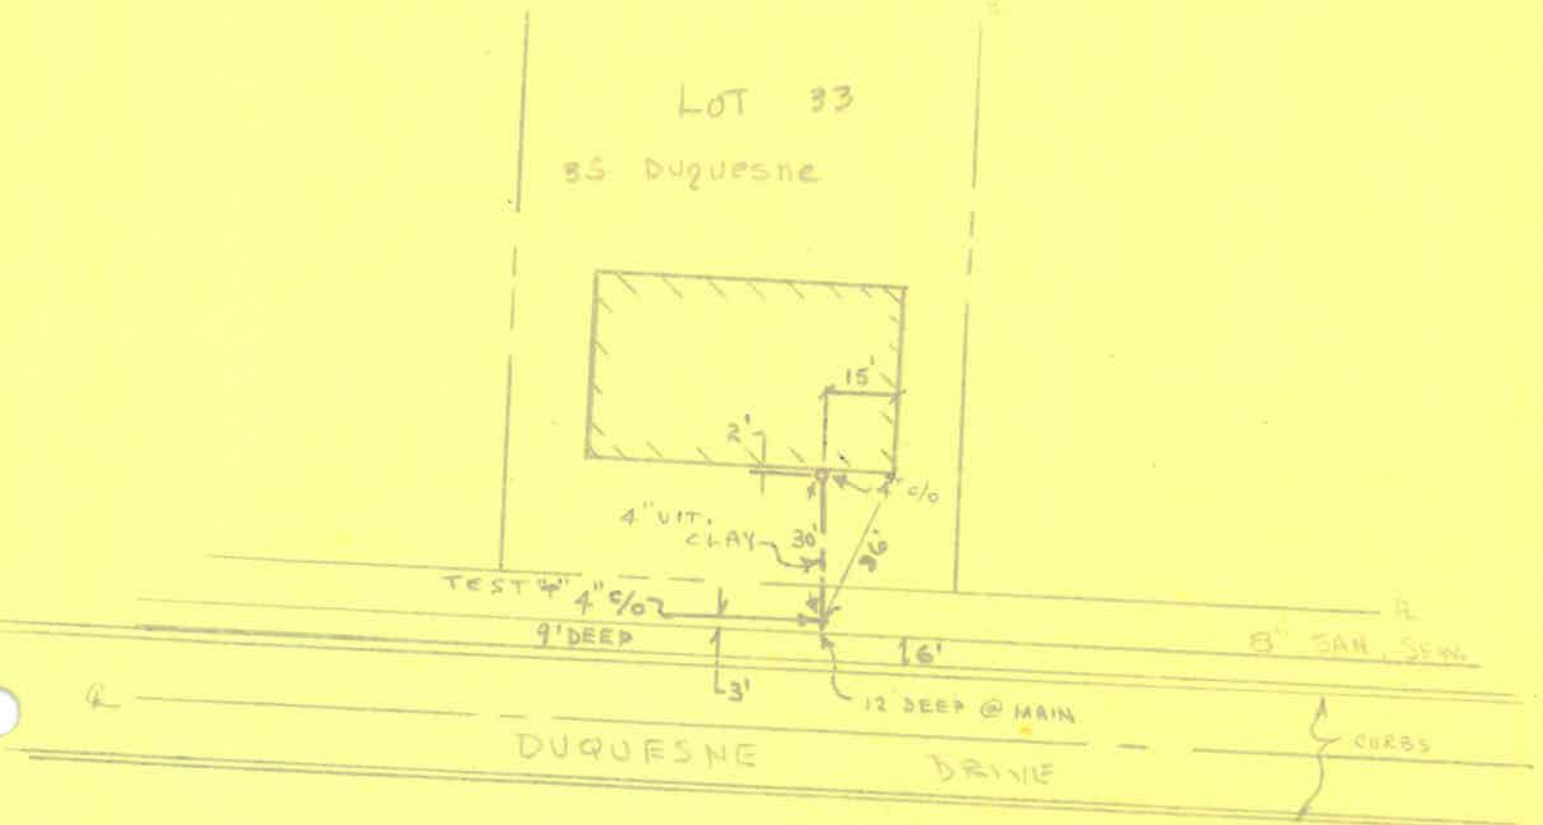 LOT 33
35 Duquesne
15'
2'
4" c/o
4" VIT.
CLAY
30'
36'
TEST "T" 4" c/o
9' DEEP
6'
8" SAN. SEW.
3'
12' DEEP @ MAIN
CURBS
DUQUESNE DRIVE